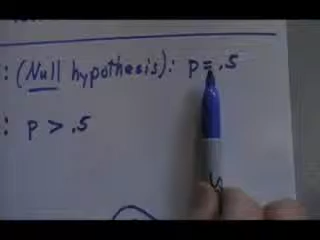 : (Null hypothesis): p = .5
: p > .5